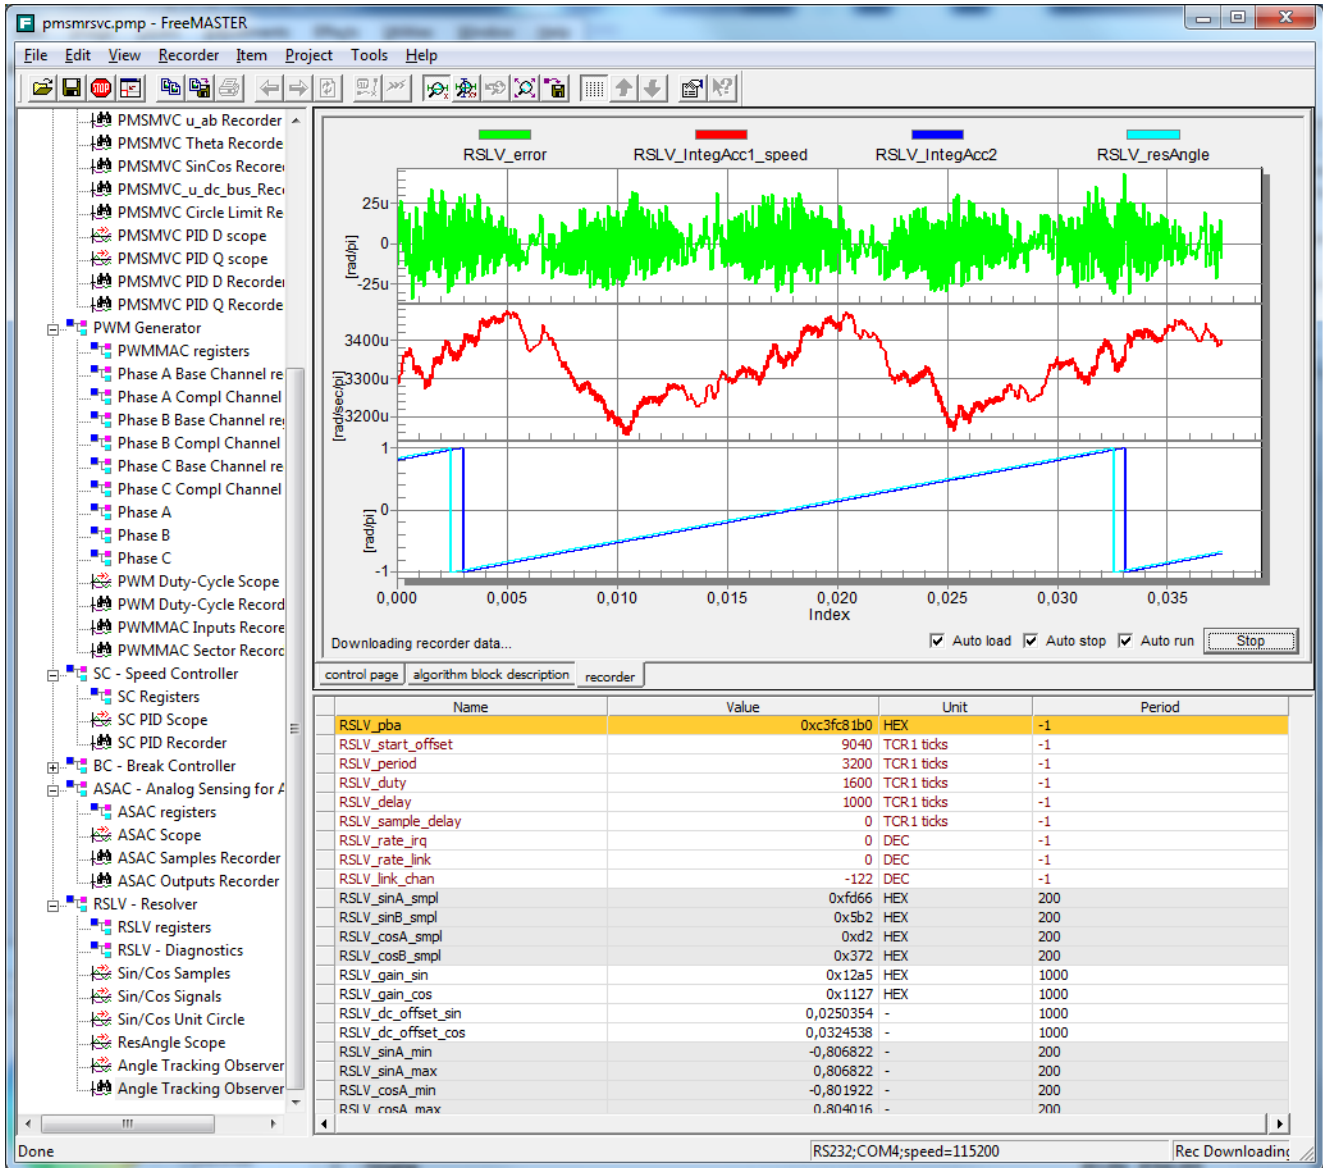 pmsmrsvc.pmp - FreeMASTER
File Edit View Recorder Item Project Tools Help
PMSMVC u_ab Recorder
PMSMVC Theta Recorde
PMSMVC SinCos Recore
PMSMVC_u_dc_bus_Rec
PMSMVC Circle Limit Re
PMSMVC PID D scope
PMSMVC PID Q scope
PMSMVC PID D Recorde
PMSMVC PID Q Recorde
PWM Generator
PWMMAC registers
Phase A Base Channel re
Phase A Compl Channel
Phase B Base Channel re
Phase B Compl Channel
Phase C Base Channel re
Phase C Compl Channel
Phase A
Phase B
Phase C
PWM Duty-Cycle Scope
PWM Duty-Cycle Record
PWMMAC Inputs Recore
PWMMAC Sector Recorc
SC - Speed Controller
SC Registers
SC PID Scope
SC PID Recorder
BC - Break Controller
ASAC - Analog Sensing for A
ASAC registers
ASAC Scope
ASAC Samples Recorder
ASAC Outputs Recorder
RSLV - Resolver
RSLV registers
RSLV - Diagnostics
Sin/Cos Samples
Sin/Cos Signals
Sin/Cos Unit Circle
ResAngle Scope
Angle Tracking Observer
Angle Tracking Observer
RSLV_error RSLV_IntegAcc1_speed RSLV_IntegAcc2 RSLV_resAngle
25u
0
-25u
[rad/pi]
3400u
3300u
3200u
[rad/sec/pi]
1
0
-1
[rad/pi]
0,000 0,005 0,010 0,015 0,020 0,025 0,030 0,035
Index
Downloading recorder data... Auto load Auto stop Auto run Stop
control page algorithm block description recorder
Name Value Unit Period
RSLV_pba 0xc3fc81b0 HEX -1
RSLV_start_offset 9040 TCR1 ticks -1
RSLV_period 3200 TCR1 ticks -1
RSLV_duty 1600 TCR1 ticks -1
RSLV_delay 1000 TCR1 ticks -1
RSLV_sample_delay 0 TCR1 ticks -1
RSLV_rate_irq 0 DEC -1
RSLV_rate_link 0 DEC -1
RSLV_link_chan -122 DEC -1
RSLV_sinA_smpl 0xfd66 HEX 200
RSLV_sinB_smpl 0x5b2 HEX 200
RSLV_cosA_smpl 0xd2 HEX 200
RSLV_cosB_smpl 0x372 HEX 200
RSLV_gain_sin 0x12a5 HEX 1000
RSLV_gain_cos 0x1127 HEX 1000
RSLV_dc_offset_sin 0,0250354 - 1000
RSLV_dc_offset_cos 0,0324538 - 1000
RSLV_sinA_min -0,806822 - 200
RSLV_sinA_max 0,806822 - 200
RSLV_cosA_min -0,801922 - 200
RSLV_cosA_max 0,804016 - 200
Done RS232;COM4;speed=115200 Rec Downloading